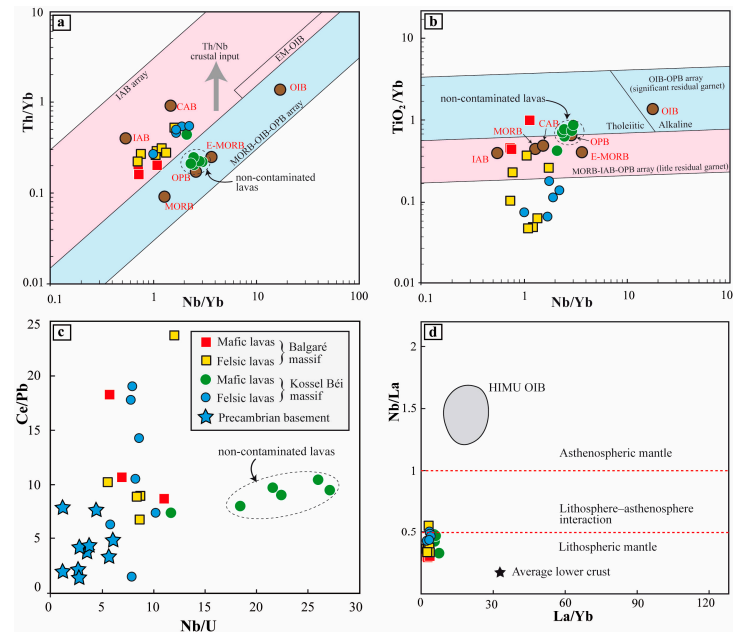 a
10
1
0.1
0.01
Th/Yb
0.1
1
10
100
Nb/Yb
IAB array
Th/Nb
crustal input
EM-OIB
MORB-OIB-OPB array
OIB
CAB
IAB
E-MORB
OPB
MORB
non-contaminated
lavas
b
10
1
0.1
0.01
TiO2/Yb
0.1
1
10
100
Nb/Yb
OIB-OPB array
(significant residual garnet)
non-contaminated lavas
OIB
Tholeiitic
Alkaline
MORB
CAB
OPB
IAB
E-MORB
MORB-IAB-OPB array (litle residual garnet)
c
25
20
15
10
5
0
Ce/Pb
0
5
10
15
20
25
30
Nb/U
Mafic lavas
Felsic lavas
Balgaré
massif
Mafic lavas
Felsic lavas
Kossel Béi
massif
Precambrian basement
non-contaminated lavas
d
2
1.5
1
0.5
0
Nb/La
0
30
60
90
120
La/Yb
HIMU OIB
Asthenospheric mantle
Lithosphere–asthenosphere
interaction
Lithospheric mantle
Average lower crust